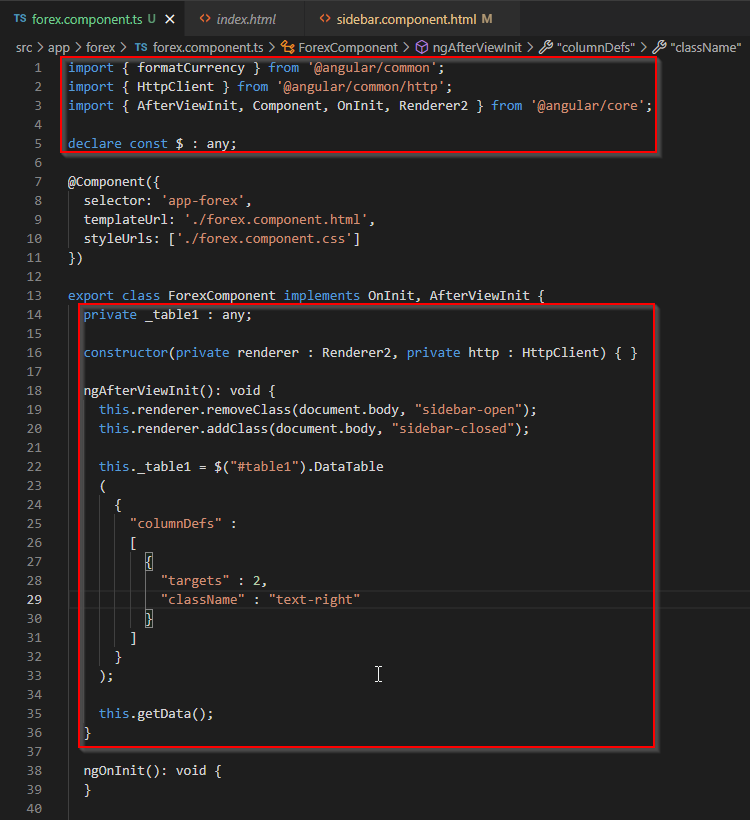 TS forex.component.ts U × <> index.html <> sidebar.component.html M
src > app > forex > TS forex.component.ts > ForexComponent > ngAfterViewInit > "columnDefs" > "className"
1 import { formatCurrency } from '@angular/common';
2 import { HttpClient } from '@angular/common/http';
3 import { AfterViewInit, Component, OnInit, Renderer2 } from '@angular/core';
4
5 declare const $ : any;
6
7 @Component({
8   selector: 'app-forex',
9   templateUrl: './forex.component.html',
10   styleUrls: ['./forex.component.css']
11 })
12
13 export class ForexComponent implements OnInit, AfterViewInit {
14   private _table1 : any;
15
16   constructor(private renderer : Renderer2, private http : HttpClient) { }
17
18   ngAfterViewInit(): void {
19     this.renderer.removeClass(document.body, "sidebar-open");
20     this.renderer.addClass(document.body, "sidebar-closed");
21
22     this._table1 = $("#table1").DataTable
23     (
24       {
25         "columnDefs" :
26         [
27           {
28             "targets" : 2,
29             "className" : "text-right"
30           }
31         ]
32       }
33     );
34
35     this.getData();
36   }
37
38   ngOnInit(): void {
39   }
40